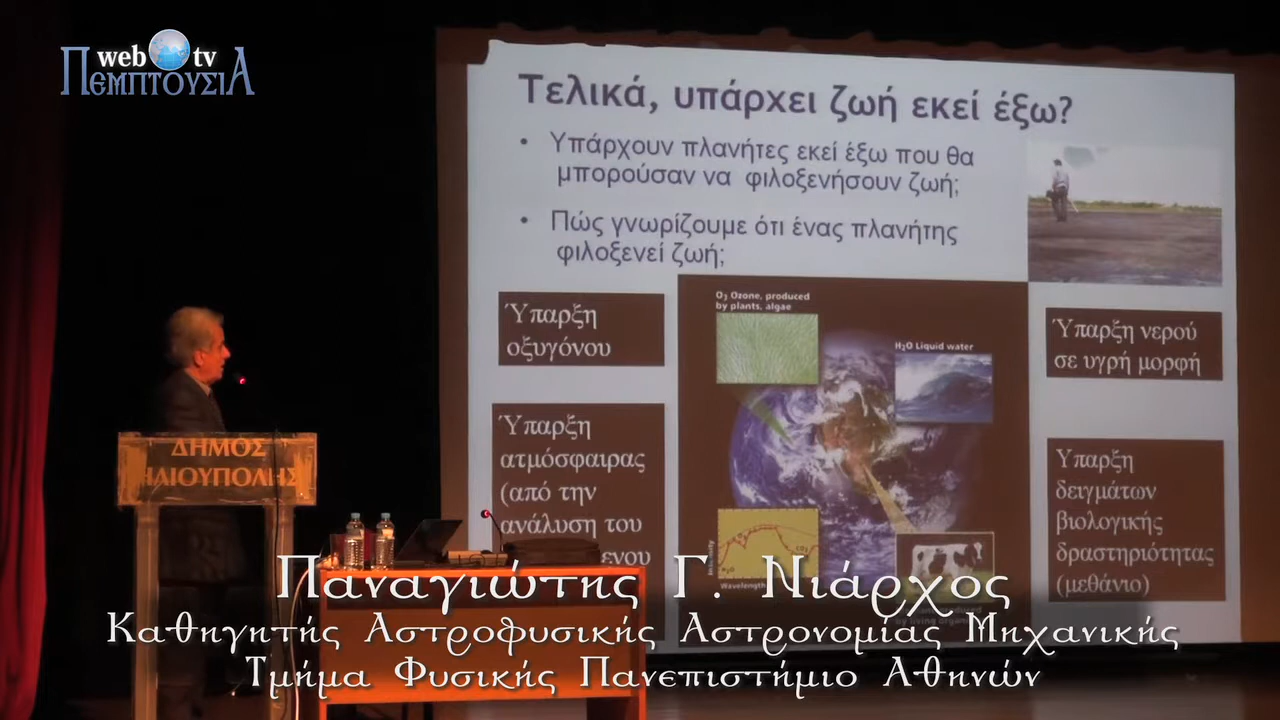 web tv
ΠΕΜΠΤΟΥΣΙΑ
Τελικά, υπάρχει ζωή εκεί έξω?
• Υπάρχουν πλανήτες εκεί έξω που θα
μπορούσαν να φιλοξενήσουν ζωή;
• Πώς γνωρίζουμε ότι ένας πλανήτης
φιλοξενεί ζωή;
Ύπαρξη
οξυγόνου
Ύπαρξη
ατμόσφαιρας
(από την
ανάλυση του
O3 Ozone, produced
by plants, algae
H2O Liquid water
Wavelength
Ύπαρξη νερού
σε υγρή μορφή
Υπαρξη
δειγμάτων
βιολογικής
δραστηριότητας
(μεθάνιο)
ΔΗΜΟΣ
ΗΛΙΟΥΠΟΛΗΣ
Παναγιώτης Γ. Νιάρχος
Καθηγητής Αστροφυσικής Αστρονομίας Μηχανικής
Τμήμα Φυσικής Πανεπιστήμιο Αθηνών